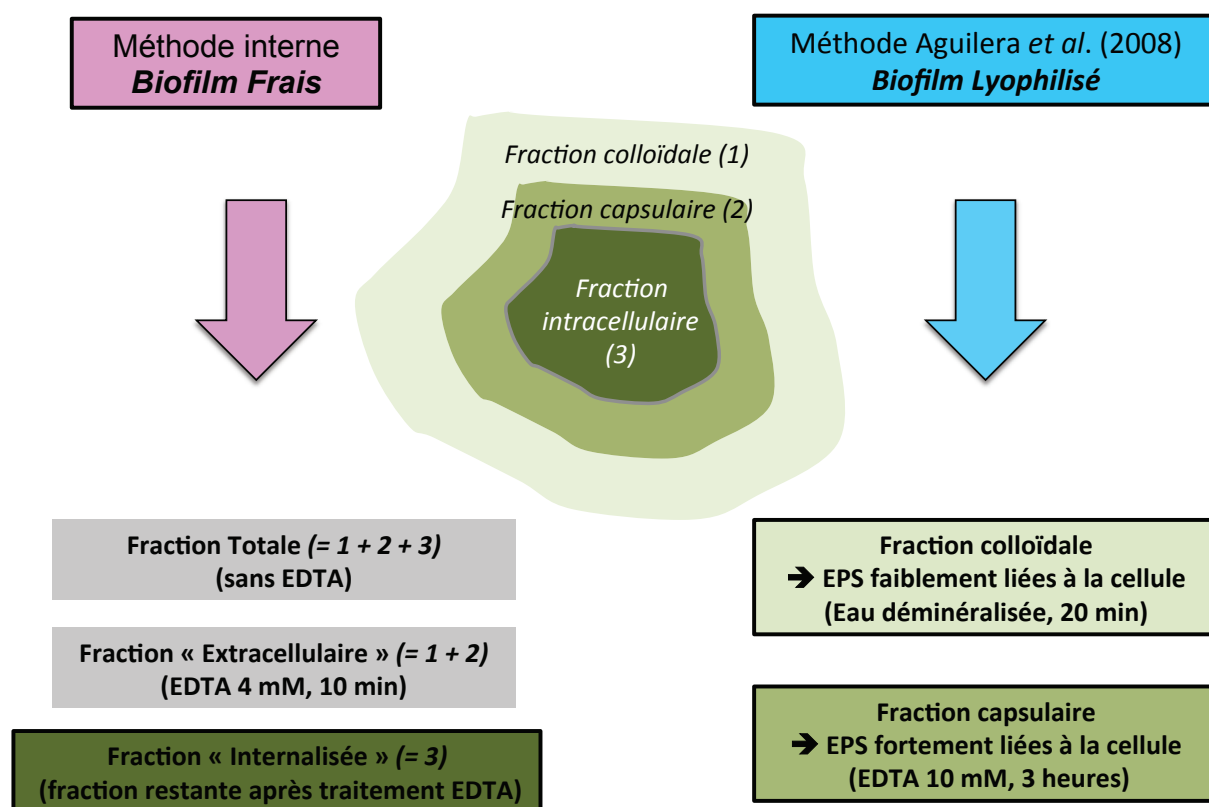 Méthode interne
Biofilm Frais
Méthode Aguilera et al. (2008)
Biofilm Lyophilisé
Fraction colloïdale (1)
Fraction capsulaire (2)
Fraction
intracellulaire
(3)
Fraction Totale (= 1 + 2 + 3)
(sans EDTA)
Fraction « Extracellulaire » (= 1 + 2)
(EDTA 4 mM, 10 min)
Fraction « Internalisée » (= 3)
(fraction restante après traitement EDTA)
Fraction colloïdale
➔ EPS faiblement liées à la cellule
(Eau déminéralisée, 20 min)
Fraction capsulaire
➔ EPS fortement liées à la cellule
(EDTA 10 mM, 3 heures)